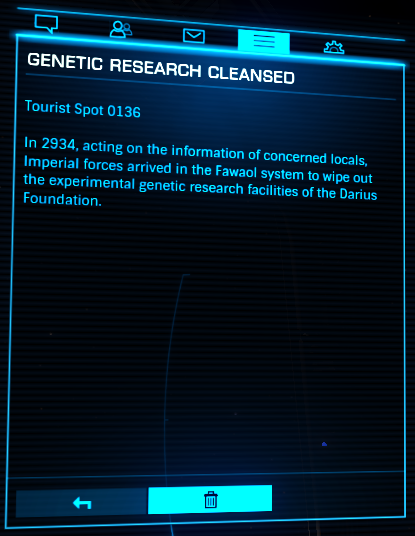 GENETIC RESEARCH CLEANSED
Tourist Spot 0136
In 2934, acting on the information of concerned locals,
Imperial forces arrived in the Fawaol system to wipe out
the experimental genetic research facilities of the Darius
Foundation.